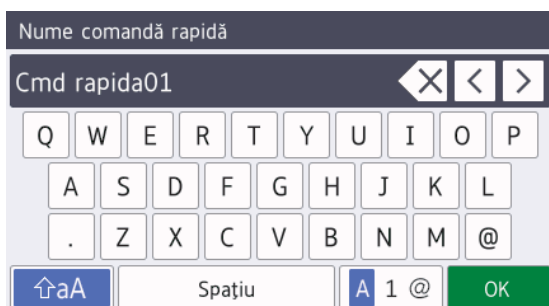 Nume comandă rapidă
Cmd rapida01
Q W E R T Y U I O P
A S D F G H J K L
. Z X C V B N M @
aA Spațiu A 1 @ OK